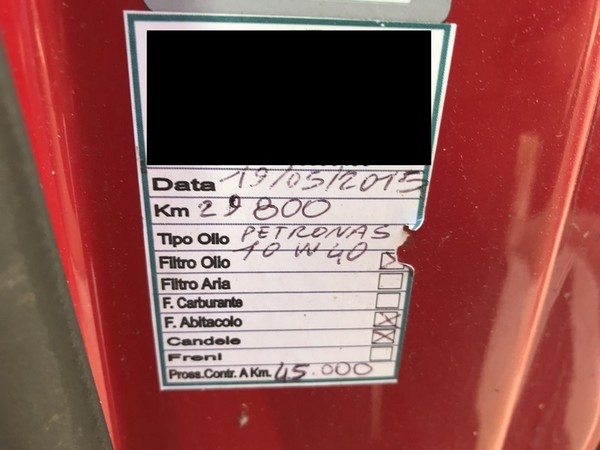 Data 19/05/2015
Km 29800
Tipo Olio PETRONAS
10 W 40
Filtro Olio
Filtro Aria
F. Carburante
F. Abitacolo
Candele
Freni
Pross.Contr. A Km. 45.000